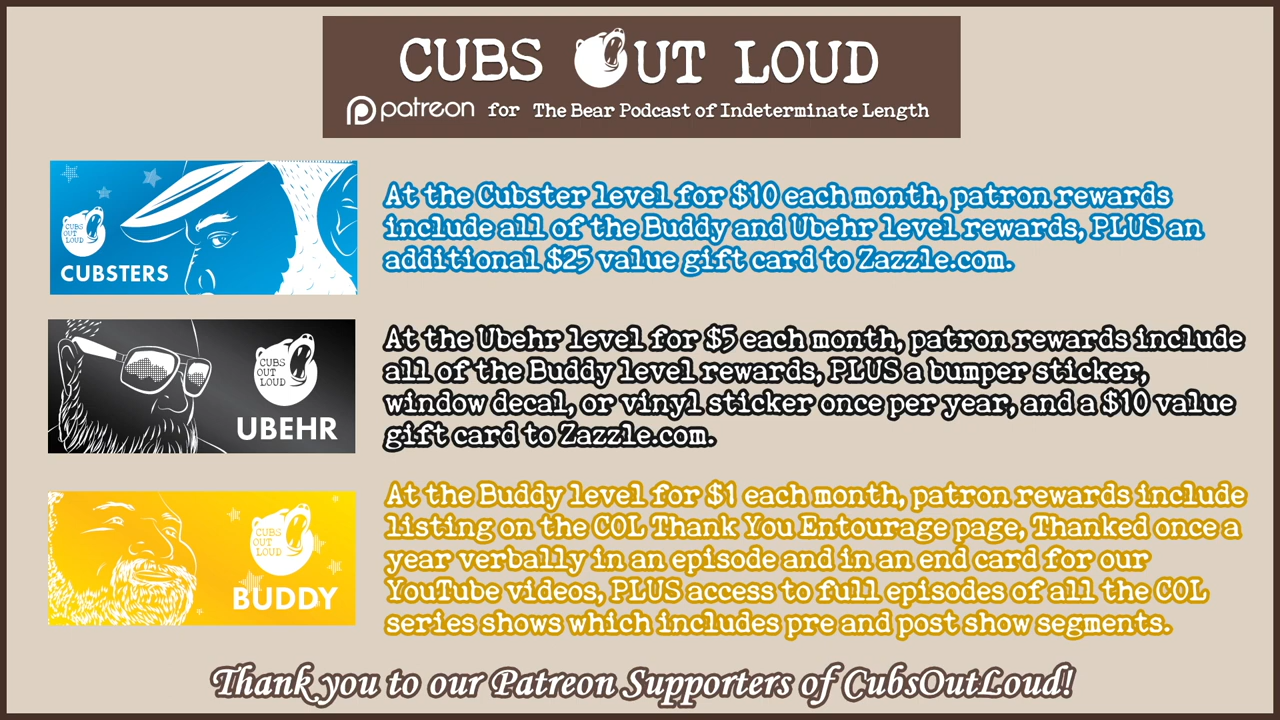 CUBS OUT LOUD
patreon for The Bear Podcast of Indeterminate Length
CUBS
OUT
LOUD
CUBSTERS
At the Cubster level for $10 each month, patron rewards
include all of the Buddy and Ubehr level rewards, PLUS an
additional $25 value gift card to Zazzle.com.
CUBS
OUT
LOUD
UBEHR
At the Ubehr level for $5 each month, patron rewards include
all of the Buddy level rewards, PLUS a bumper sticker,
window decal, or vinyl sticker once per year, and a $10 value
gift card to Zazzle.com.
CUBS
OUT
LOUD
BUDDY
At the Buddy level for $1 each month, patron rewards include
listing on the COL Thank You Entourage page, Thanked once a
year verbally in an episode and in an end card for our
YouTube videos, PLUS access to full episodes of all the COL
series shows which includes pre and post show segments.
Thank you to our Patreon Supporters of CubsOutLoud!